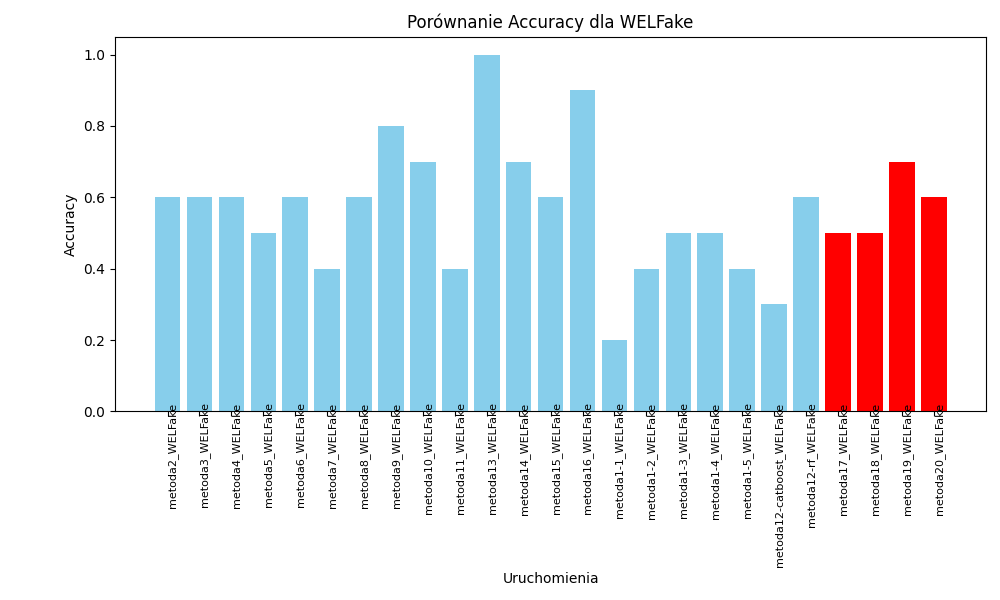 Porównanie Accuracy dla WELFake
Accuracy
1.0
0.8
0.6
0.4
0.2
0.0
metoda2_WELFake
metoda3_WELFake
metoda4_WELFake
metoda5_WELFake
metoda6_WELFake
metoda7_WELFake
metoda8_WELFake
metoda9_WELFake
metoda10_WELFake
metoda11_WELFake
metoda13_WELFake
metoda14_WELFake
metoda15_WELFake
metoda16_WELFake
metoda1-1_WELFake
metoda1-2_WELFake
metoda1-3_WELFake
metoda1-4_WELFake
metoda1-5_WELFake
metoda12-catboost_WELFake
metoda12-rf_WELFake
metoda17_WELFake
metoda18_WELFake
metoda19_WELFake
metoda20_WELFake
Uruchomienia